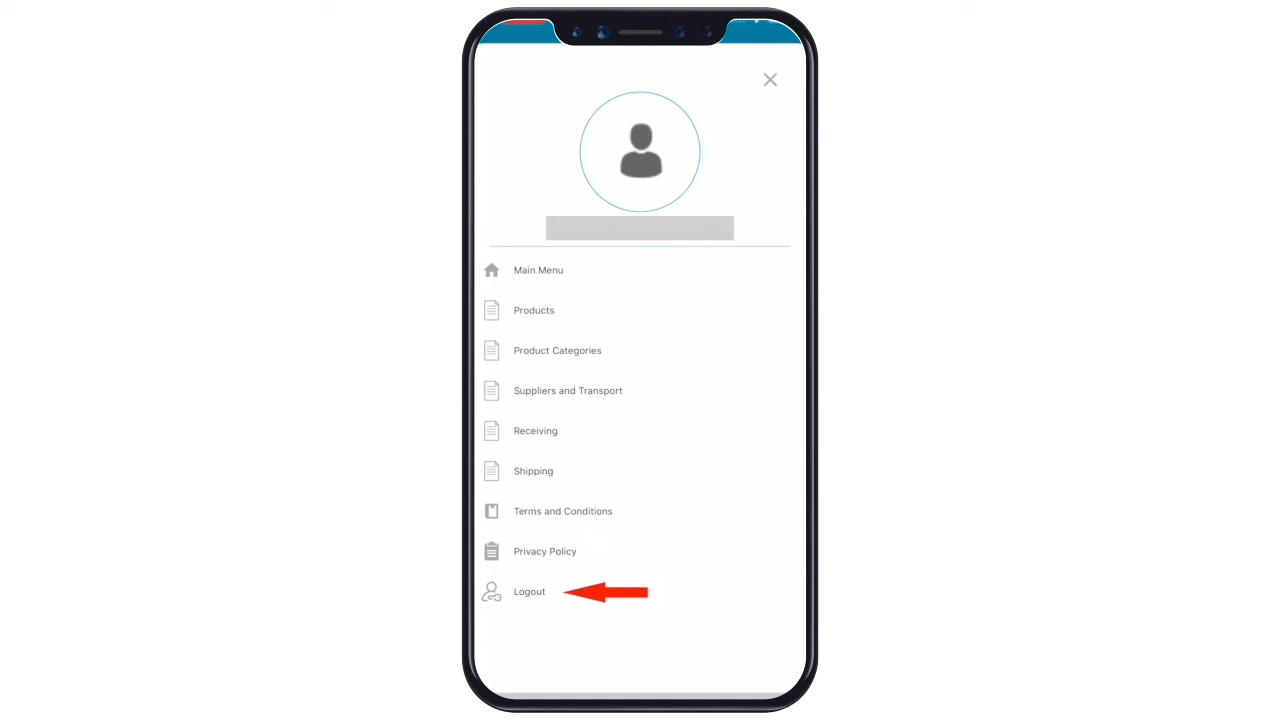 Main Menu
Products
Product Categories
Suppliers and Transport
Receiving
Shipping
Terms and Conditions
Privacy Policy
Logout